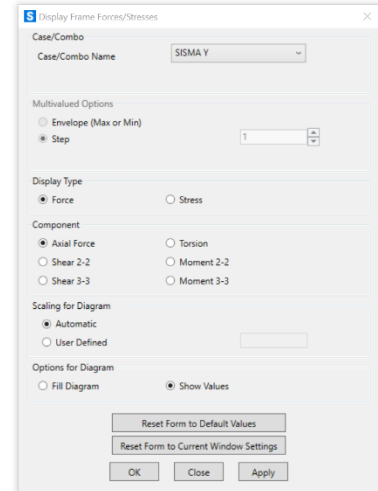 S Display Frame Forces/Stresses
Case/Combo
Case/Combo Name SISMA Y
Multivalued Options
Envelope (Max or Min)
Step 1
Display Type
Force Stress
Component
Axial Force Torsion
Shear 2-2 Moment 2-2
Shear 3-3 Moment 3-3
Scaling for Diagram
Automatic
User Defined
Options for Diagram
Fill Diagram Show Values
Reset Form to Default Values
Reset Form to Current Window Settings
OK Close Apply